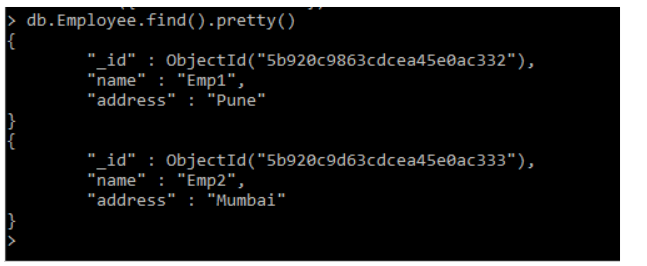 > db.Employee.find().pretty()
{
"_id" : ObjectId("5b920c9863cdcea45e0ac332"),
"name" : "Emp1",
"address" : "Pune"
}
{
"_id" : ObjectId("5b920c9d63cdcea45e0ac333"),
"name" : "Emp2",
"address" : "Mumbai"
}
>